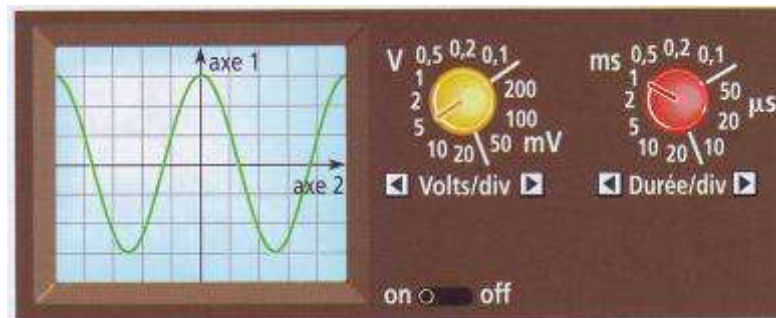 axe 1
axe 2
V 0,5 0,2 0,1
1
2
5
10 20
200
100
50 mV
◀ Volts/div ▶
ms 0,5 0,2 0,1
1
2
5
10 20
50
20
10
µs
◀ Durée/div ▶
on off